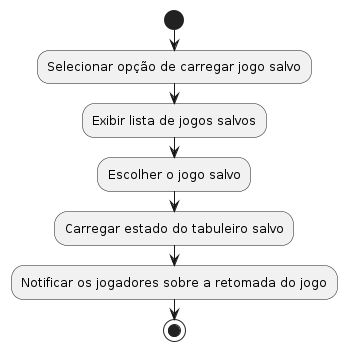 Selecionar opção de carregar jogo salvo
Exibir lista de jogos salvos
Escolher o jogo salvo
Carregar estado do tabuleiro salvo
Notificar os jogadores sobre a retomada do jogo